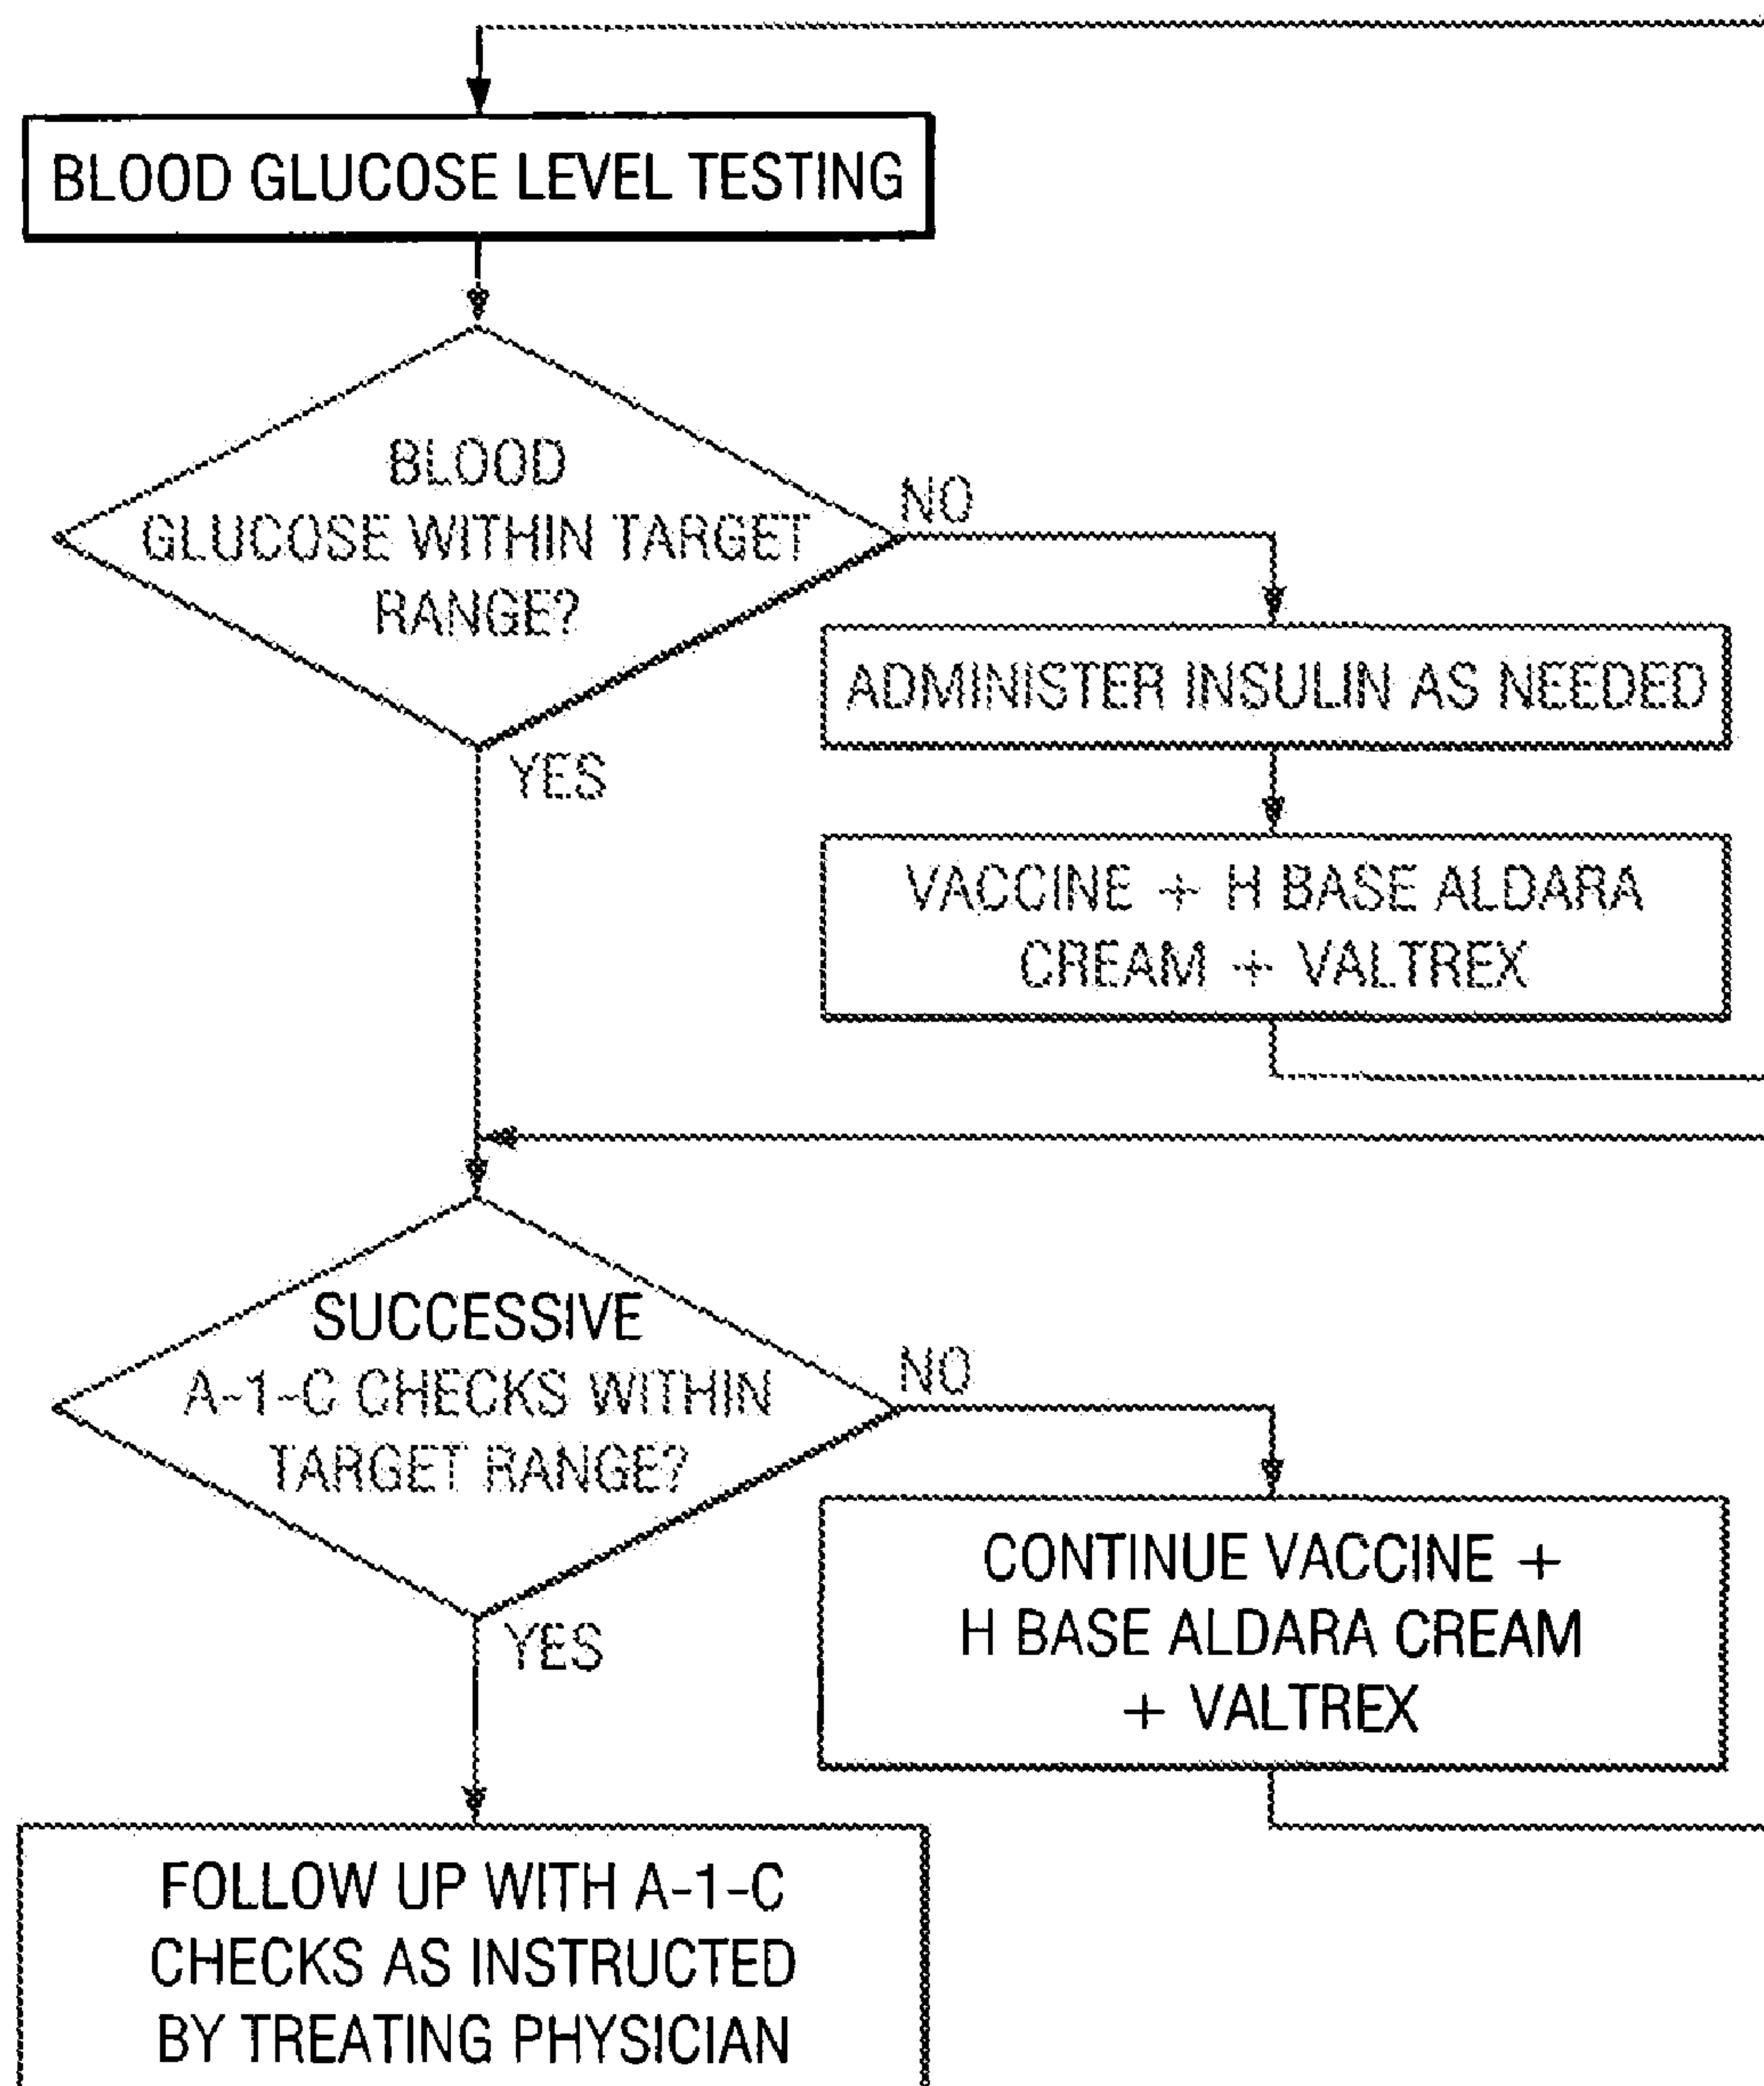 BLOOD GLUCOSE LEVEL TESTING
BLOOD
GLUCOSE WITHIN TARGET
RANGE?
NO
YES
ADMINISTER INSULIN AS NEEDED
VACCINE + H BASE ALDARA
CREAM + VALTREX
SUCCESSIVE
A-1-C CHECKS WITHIN
TARGET RANGE?
NO
YES
CONTINUE VACCINE +
H BASE ALDARA CREAM
+ VALTREX
FOLLOW UP WITH A-1-C
CHECKS AS INSTRUCTED
BY TREATING PHYSICIAN